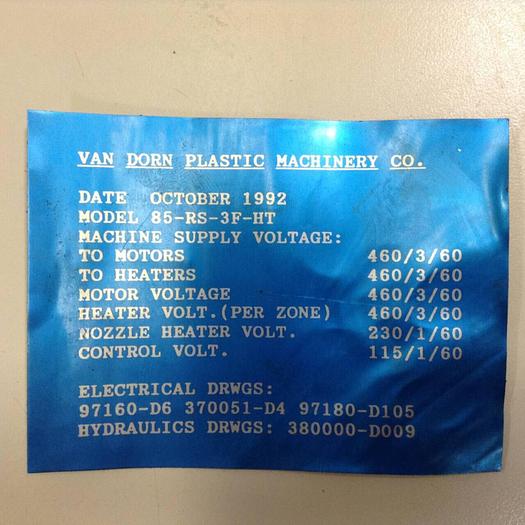 VAN DORN PLASTIC MACHINERY CO.
DATE OCTOBER 1992
MODEL 85-RS-3F-HT
MACHINE SUPPLY VOLTAGE:
TO MOTORS 460/3/60
TO HEATERS 460/3/60
MOTOR VOLTAGE 460/3/60
HEATER VOLT.(PER ZONE) 460/3/60
NOZZLE HEATER VOLT. 230/1/60
CONTROL VOLT. 115/1/60
ELECTRICAL DRWGS:
97160-D6 370051-D4 97180-D105
HYDRAULICS DRWGS: 380000-D009